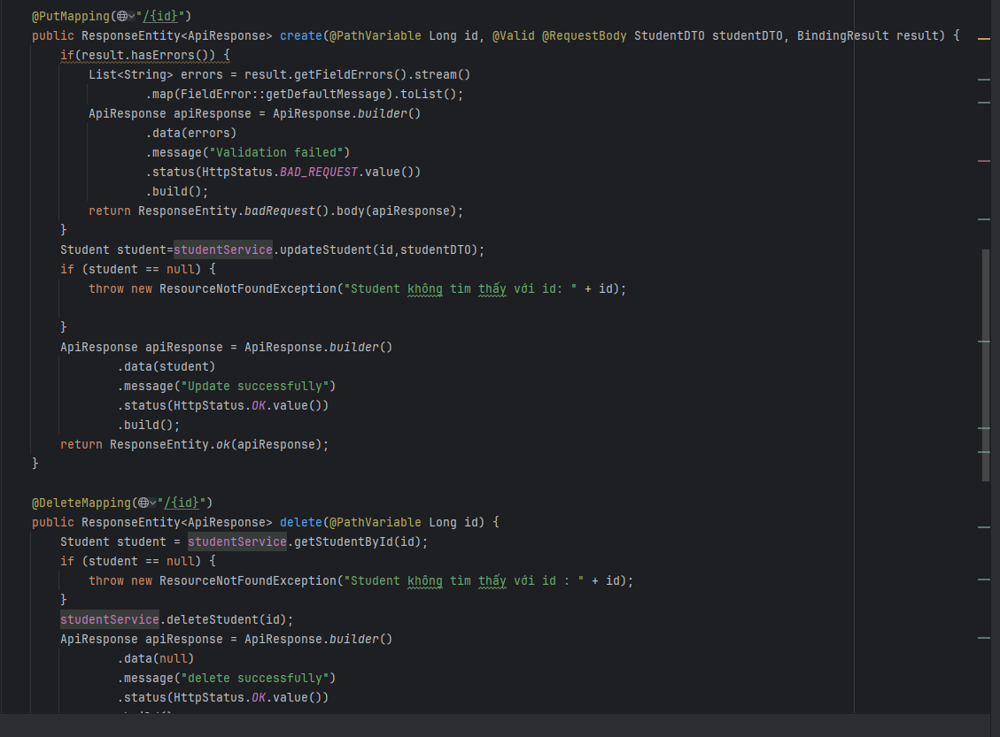 @PutMapping("/{id}")
public ResponseEntity<ApiResponse> create(@PathVariable Long id, @Valid @RequestBody StudentDTO studentDTO, BindingResult result) {
    if(result.hasErrors()) {
        List<String> errors = result.getFieldErrors().stream()
                .map(FieldError::getDefaultMessage).toList();
        ApiResponse apiResponse = ApiResponse.builder()
                .data(errors)
                .message("Validation failed")
                .status(HttpStatus.BAD_REQUEST.value())
                .build();
        return ResponseEntity.badRequest().body(apiResponse);
    }
    Student student=studentService.updateStudent(id,studentDTO);
    if (student == null) {
        throw new ResourceNotFoundException("Student không tìm thấy với id: " + id);
    }
    ApiResponse apiResponse = ApiResponse.builder()
            .data(student)
            .message("Update successfully")
            .status(HttpStatus.OK.value())
            .build();
    return ResponseEntity.ok(apiResponse);
}
@DeleteMapping("/{id}")
public ResponseEntity<ApiResponse> delete(@PathVariable Long id) {
    Student student = studentService.getStudentById(id);
    if (student == null) {
        throw new ResourceNotFoundException("Student không tìm thấy với id : " + id);
    }
    studentService.deleteStudent(id);
    ApiResponse apiResponse = ApiResponse.builder()
            .data(null)
            .message("delete successfully")
            .status(HttpStatus.OK.value())